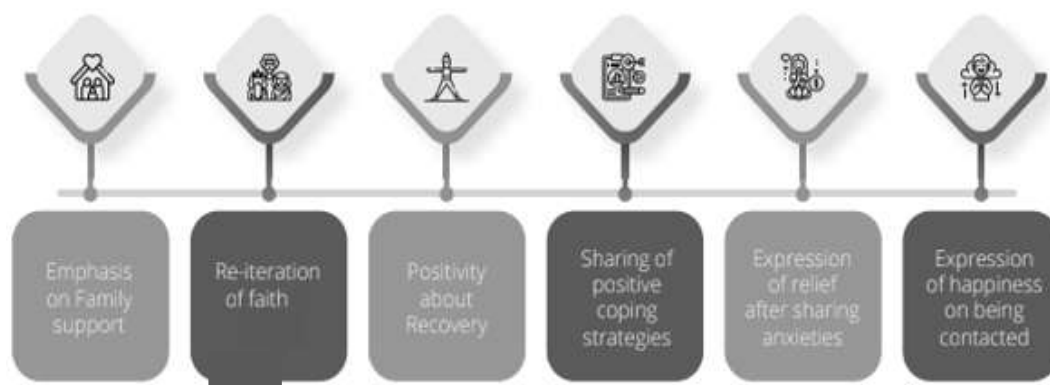 Emphasis
on Family
support
Re-iteration
of faith
Positivity
about
Recovery
Sharing of
positive
coping
strategies
Expression
of relief
after sharing
anxieties
Expression
of happiness
on being
contacted